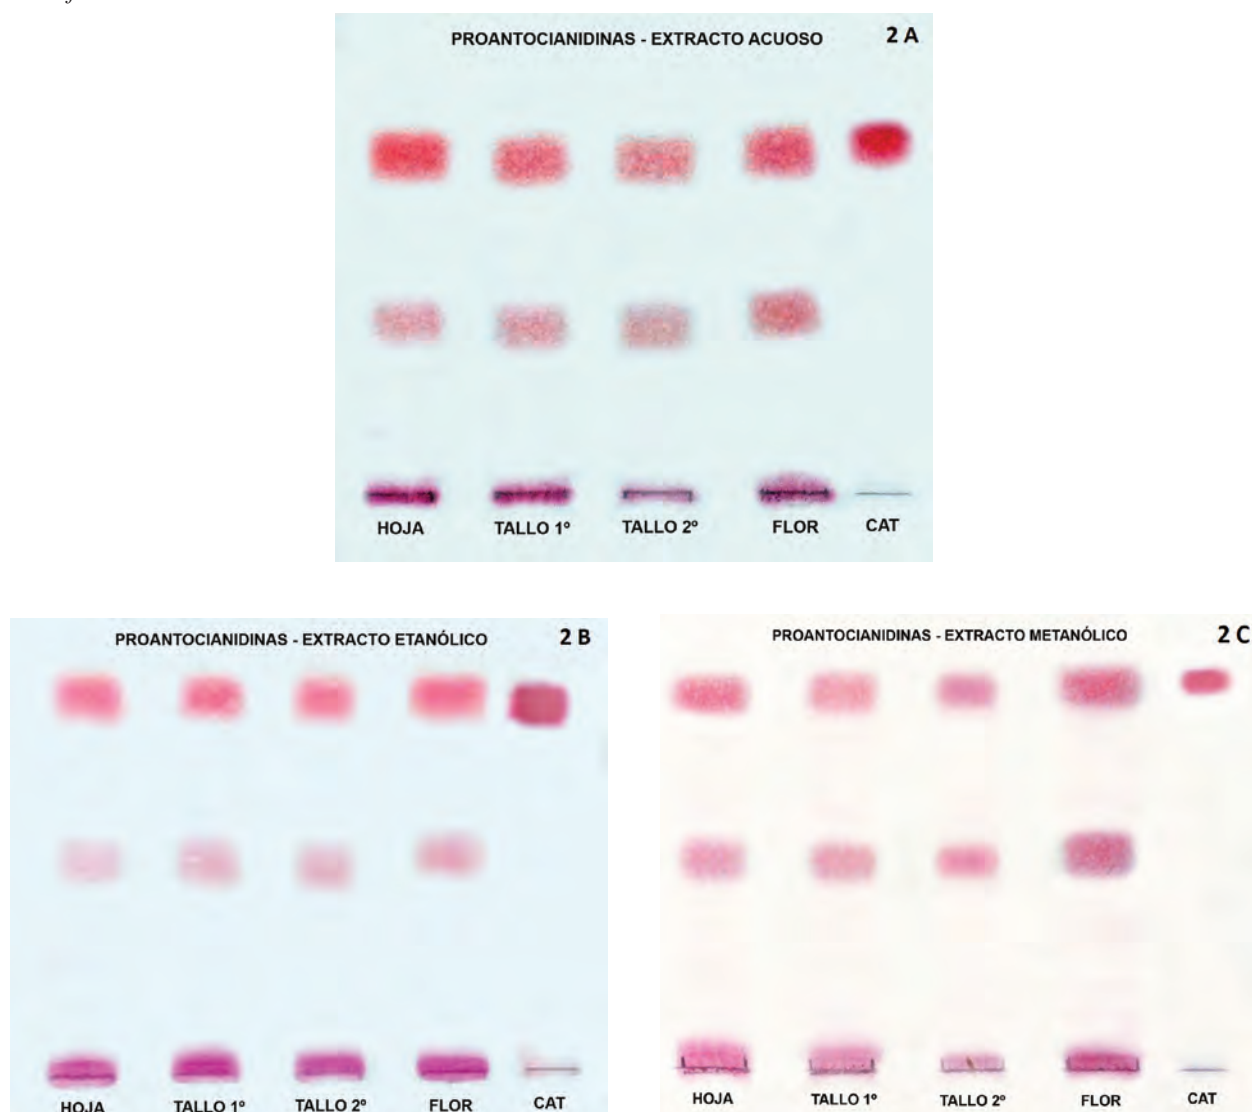 PROANTOCIANIDINAS - EXTRACTO ACUOSO 2 A
HOJA TALLO 1º TALLO 2º FLOR CAT
PROANTOCIANIDINAS - EXTRACTO ETANÓLICO 2 B
HOJA TALLO 1º TALLO 2º FLOR CAT
PROANTOCIANIDINAS - EXTRACTO METANÓLICO 2 C
HOJA TALLO 1º TALLO 2º FLOR CAT